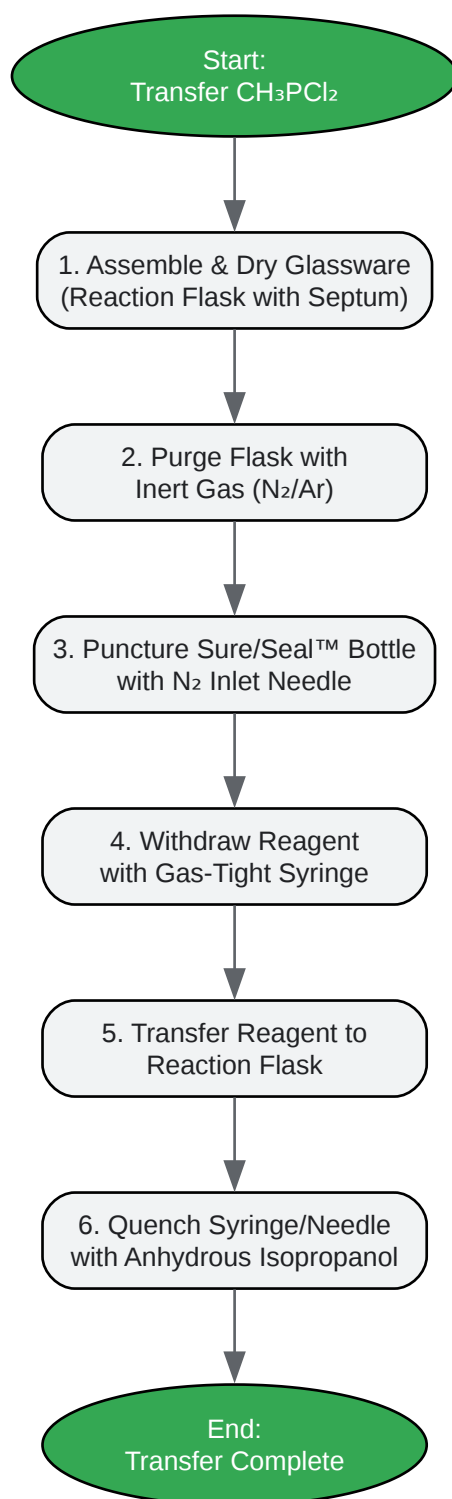 Start:
Transfer CH₃PCl₂
1. Assemble & Dry Glassware
(Reaction Flask with Septum)
2. Purge Flask with
Inert Gas (N₂/Ar)
3. Puncture Sure/Seal™ Bottle
with N₂ Inlet Needle
4. Withdraw Reagent
with Gas-Tight Syringe
5. Transfer Reagent to
Reaction Flask
6. Quench Syringe/Needle
with Anhydrous Isopropanol
End:
Transfer Complete